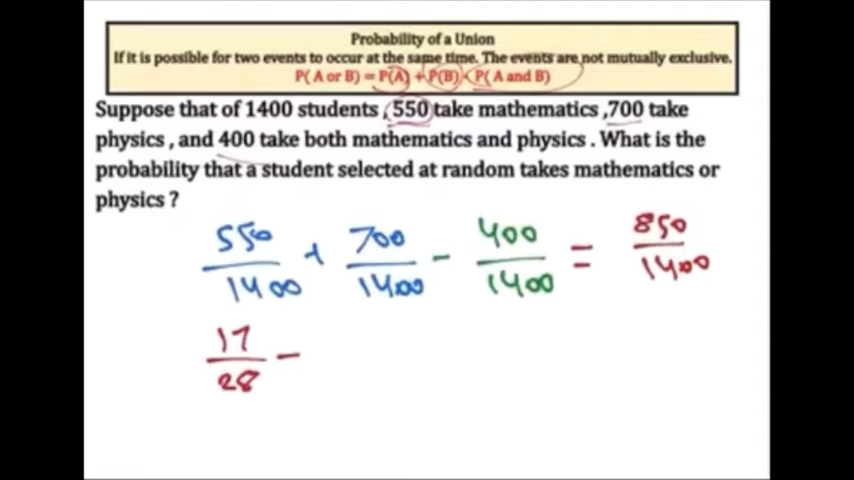 Probability of a Union
If it is possible for two events to occur at the same time. The events are not mutually exclusive.
P( A or B) = P(A) + P(B) - P( A and B)
Suppose that of 1400 students , 550 take mathematics ,700 take
physics , and 400 take both mathematics and physics . What is the
probability that a student selected at random takes mathematics or
physics ?
550/1400 + 700/1400 - 400/1400 = 850/1400
17/28 -